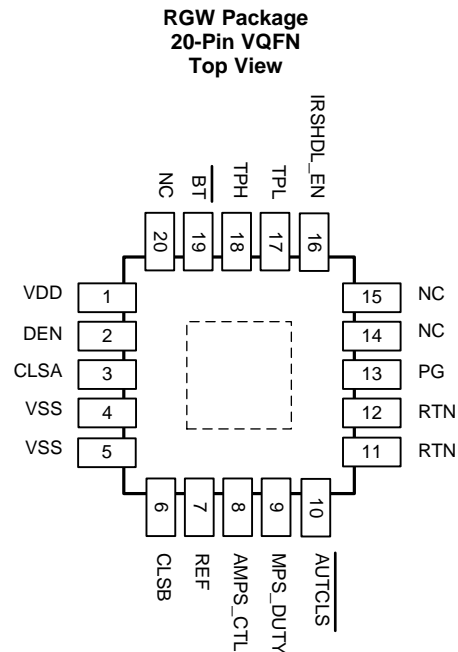 RGW Package
20-Pin VQFN
Top View
NC
BT
TPH
TPL
IRSHDL_EN
20
19
18
17
16
VDD 1
DEN 2
CLSA 3
VSS 4
VSS 5
15 NC
14 NC
13 PG
12 RTN
11 RTN
6
7
8
9
10
CLSB
REF
AMPS_CTL
MPS_DUTY
AUTCLS